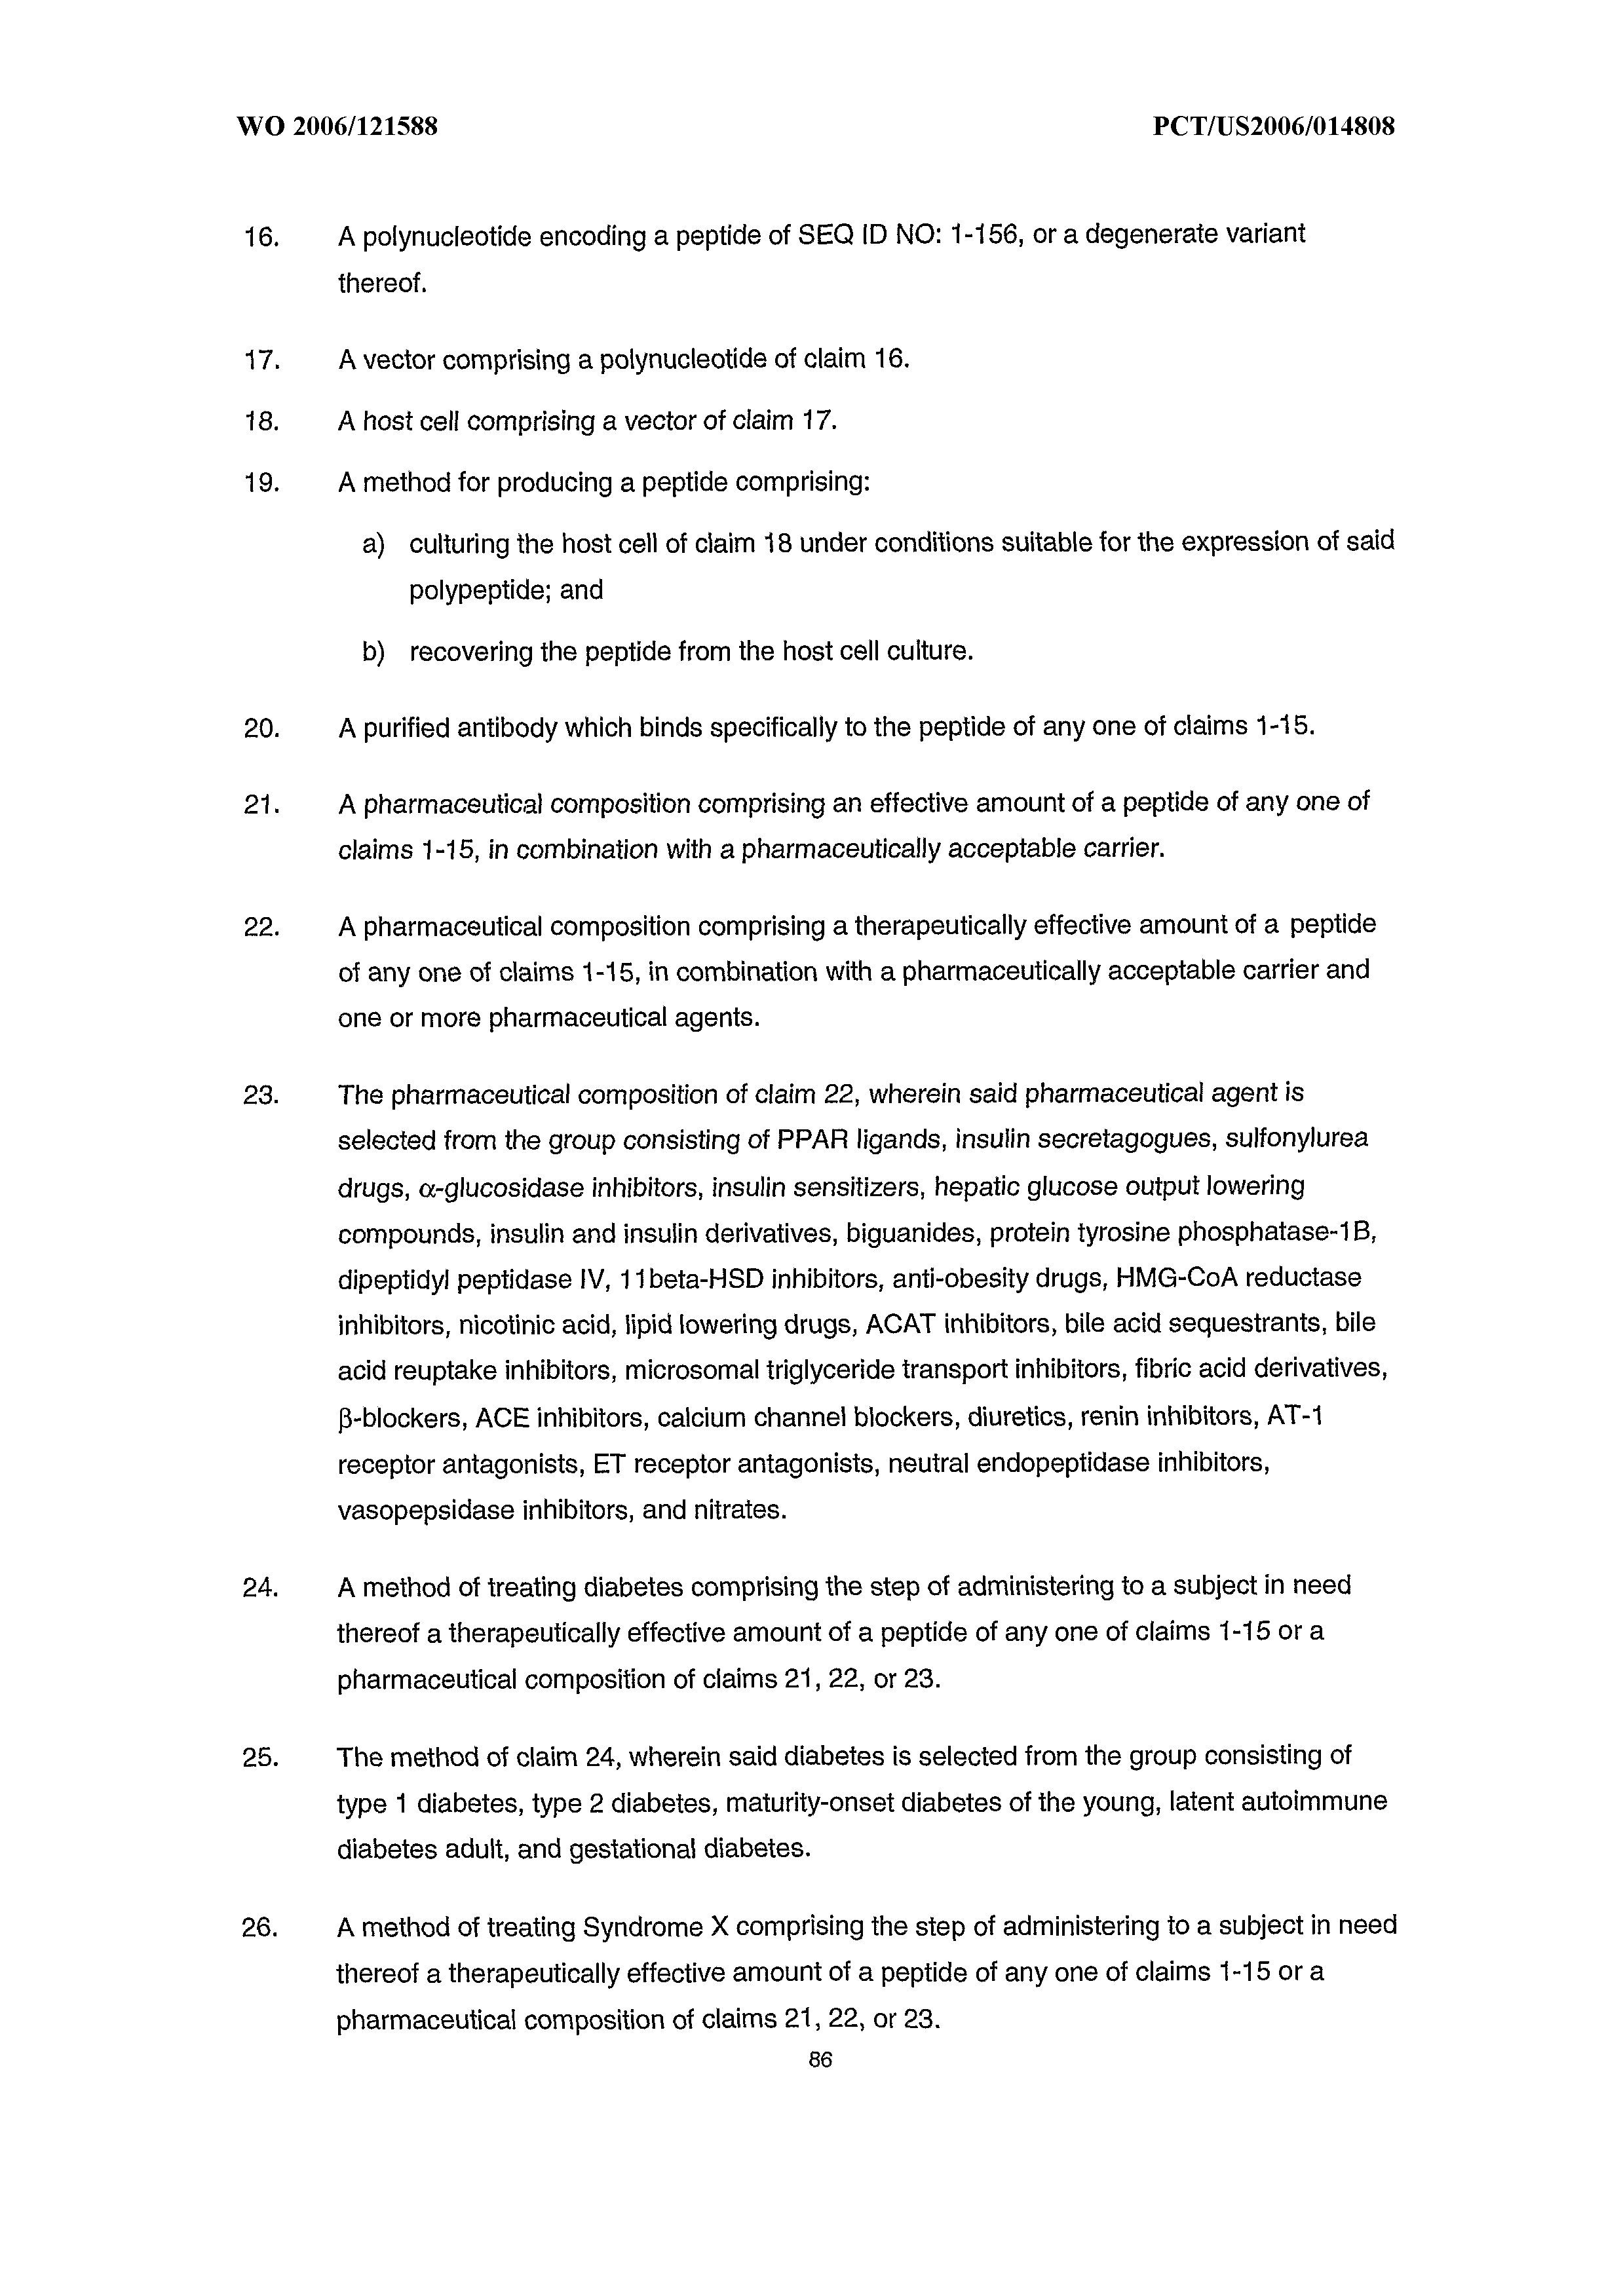 WO 2006/121588 PCT/US2006/014808
16. A polynucleotide encoding a peptide of SEQ ID NO: 1-156, or a degenerate variant
thereof.
17. A vector comprising a polynucleotide of claim 16.
18. A host cell comprising a vector of claim 17.
19. A method for producing a peptide comprising:
a) culturing the host cell of claim 18 under conditions suitable for the expression of said
polypeptide; and
b) recovering the peptide from the host cell culture.
20. A purified antibody which binds specifically to the peptide of any one of claims 1-15.
21. A pharmaceutical composition comprising an effective amount of a peptide of any one of
claims 1-15, in combination with a pharmaceutically acceptable carrier.
22. A pharmaceutical composition comprising a therapeutically effective amount of a peptide
of any one of claims 1-15, in combination with a pharmaceutically acceptable carrier and
one or more pharmaceutical agents.
23. The pharmaceutical composition of claim 22, wherein said pharmaceutical agent is
selected from the group consisting of PPAR ligands, insulin secretagogues, sulfonylurea
drugs, α-glucosidase inhibitors, insulin sensitizers, hepatic glucose output lowering
compounds, insulin and insulin derivatives, biguanides, protein tyrosine phosphatase-1B,
dipeptidyl peptidase IV, 11beta-HSD inhibitors, anti-obesity drugs, HMG-CoA reductase
inhibitors, nicotinic acid, lipid lowering drugs, ACAT inhibitors, bile acid sequestrants, bile
acid reuptake inhibitors, microsomal triglyceride transport inhibitors, fibric acid derivatives,
β-blockers, ACE inhibitors, calcium channel blockers, diuretics, renin inhibitors, AT-1
receptor antagonists, ET receptor antagonists, neutral endopeptidase inhibitors,
vasopepsidase inhibitors, and nitrates.
24. A method of treating diabetes comprising the step of administering to a subject in need
thereof a therapeutically effective amount of a peptide of any one of claims 1-15 or a
pharmaceutical composition of claims 21, 22, or 23.
25. The method of claim 24, wherein said diabetes is selected from the group consisting of
type 1 diabetes, type 2 diabetes, maturity-onset diabetes of the young, latent autoimmune
diabetes adult, and gestational diabetes.
26. A method of treating Syndrome X comprising the step of administering to a subject in need
thereof a therapeutically effective amount of a peptide of any one of claims 1-15 or a
pharmaceutical composition of claims 21, 22, or 23.
86